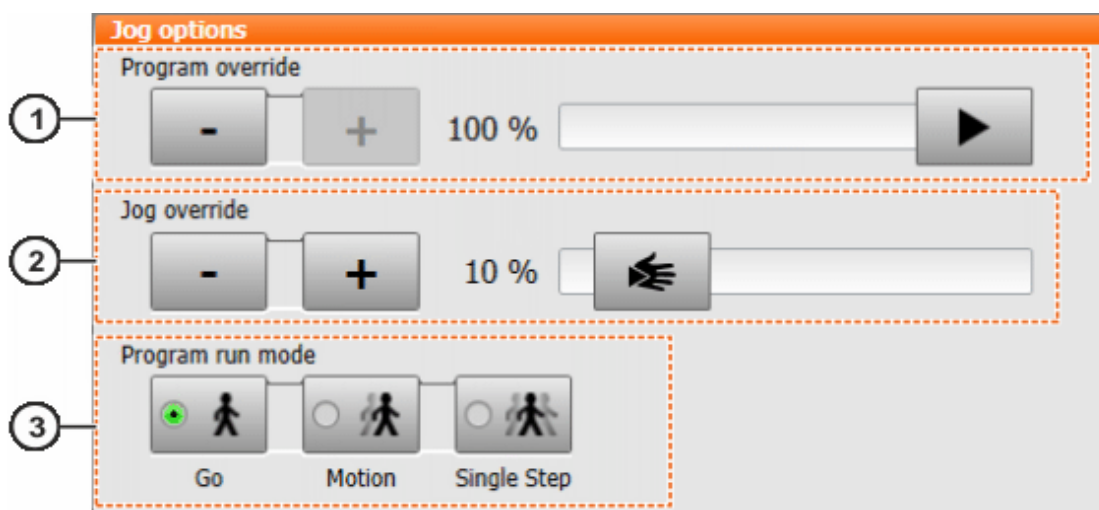 Jog options
Program override
1
- + 100 %
Jog override
2
- + 10 %
Program run mode
3
Go Motion Single Step